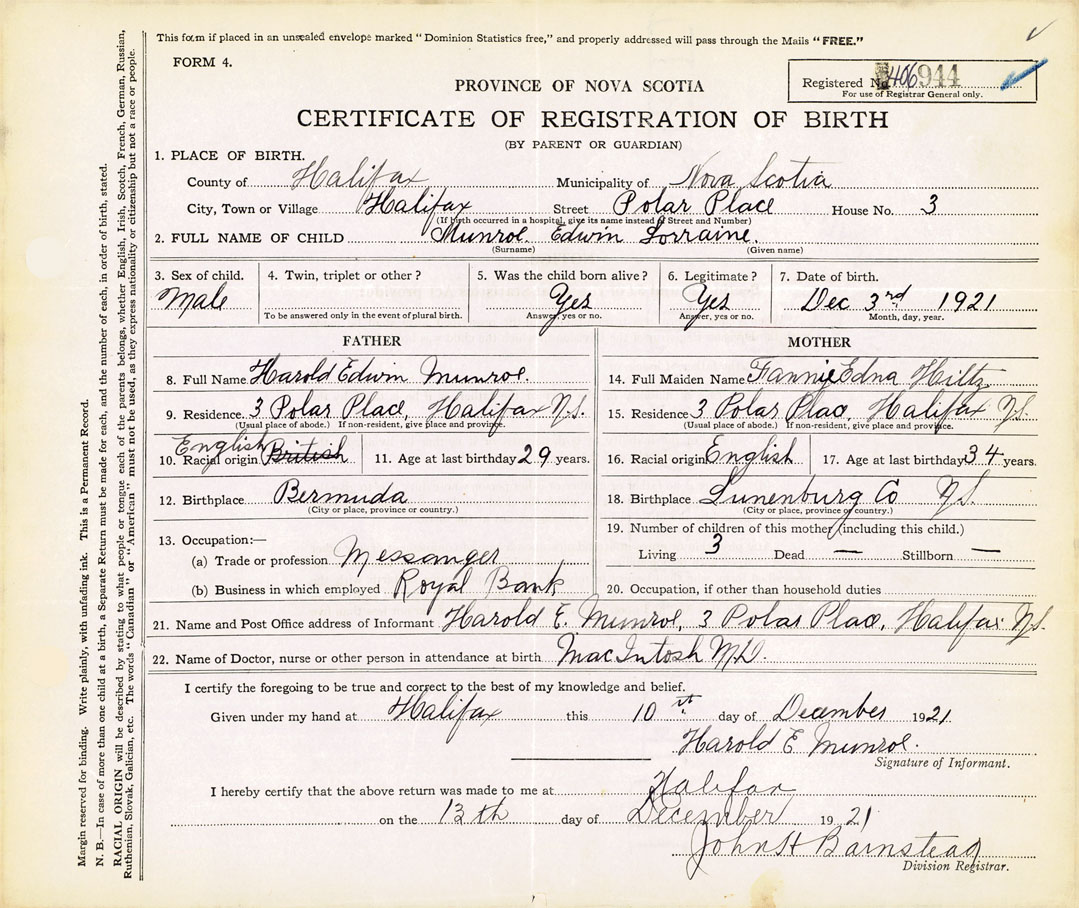 This form if placed in an unsealed envelope marked "Dominion Statistics free," and properly addressed will pass through the Mails "FREE."
FORM 4.
Registered No. 406944
For use of Registrar General only.
PROVINCE OF NOVA SCOTIA
CERTIFICATE OF REGISTRATION OF BIRTH
(BY PARENT OR GUARDIAN)
1. PLACE OF BIRTH.
County of Halifax Municipality of Nova Scotia
City, Town or Village Halifax Street Polar Place House No. 3
(If birth occurred in a hospital, give its name instead of Street and Number)
2. FULL NAME OF CHILD Munroe Edwin Lorraine.
(Surname) (Given name)
3. Sex of child. Male
4. Twin, triplet or other?
To be answered only in the event of plural birth.
5. Was the child born alive? Yes
Answer, yes or no.
6. Legitimate? Yes
Answer, yes or no.
7. Date of birth. Dec 3rd 1921
Month, day, year.
FATHER
8. Full Name Harold Edwin Munroe.
9. Residence. 3 Polar Place, Halifax N.S.
(Usual place of abode.) If non-resident, give place and province.
English
10. Racial origin British
11. Age at last birthday 29 years.
12. Birthplace Bermuda
(City or place, province or country.)
13. Occupation:—
(a) Trade or profession Messanger
(b) Business in which employed Royal Bank
MOTHER
14. Full Maiden Name Fannie Edna Hiltz
15. Residence 3 Polar Place, Halifax N.S.
(Usual place of abode.) If non-resident, give place and province.
16. Racial origin English
17. Age at last birthday 34 years.
18. Birthplace Lunenburg Co N.S.
(City or place, province or country.)
19. Number of children of this mother (including this child.)
Living 3 Dead — Stillborn —
20. Occupation, if other than household duties
21. Name and Post Office address of Informant Harold E. Munroe, 3 Polar Place, Halifax N.S.
22. Name of Doctor, nurse or other person in attendance at birth MacIntosh M.D.
I certify the foregoing to be true and correct to the best of my knowledge and belief.
Given under my hand at Halifax this 10th day of December 1921
Harold E Munroe.
Signature of Informant.
I hereby certify that the above return was made to me at Halifax
on the 13th day of December 19 21
John H Barnstead
Division Registrar.
Margin reserved for binding. Write plainly, with unfading ink. This is a Permanent Record.
N. B.—In case of more than one child at a birth, a Separate Return must be made for each, and the number of each, in order of birth, stated.
RACIAL ORIGIN will be described by stating to what people or tongue each of the parents belongs, whether English, Irish, Scotch, French, German, Russian,
Ruthenian, Slovak, Galician, etc. The words "Canadian" or "American" must not be used, as they express nationality or citizenship but not a race or people.